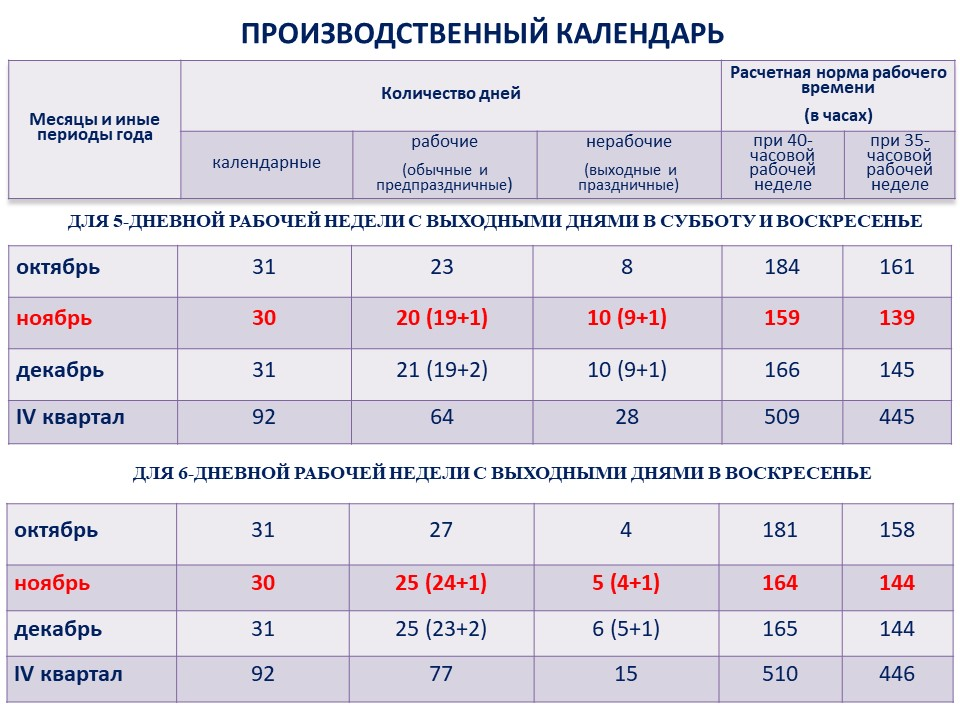 ПРОИЗВОДСТВЕННЫЙ КАЛЕНДАРЬ
Месяцы и иные
периоды года
Количество дней
Расчетная норма рабочего
времени
(в часах)
календарные
рабочие
(обычные и
предпраздничные)
нерабочие
(выходные и
праздничные)
при 40-
часовой
рабочей
неделе
при 35-
часовой
рабочей
неделе
ДЛЯ 5-ДНЕВНОЙ РАБОЧЕЙ НЕДЕЛИ С ВЫХОДНЫМИ ДНЯМИ В СУББОТУ И ВОСКРЕСЕНЬЕ
октябрь 31 23 8 184 161
ноябрь 30 20 (19+1) 10 (9+1) 159 139
декабрь 31 21 (19+2) 10 (9+1) 166 145
IV квартал 92 64 28 509 445
ДЛЯ 6-ДНЕВНОЙ РАБОЧЕЙ НЕДЕЛИ С ВЫХОДНЫМИ ДНЯМИ В ВОСКРЕСЕНЬЕ
октябрь 31 27 4 181 158
ноябрь 30 25 (24+1) 5 (4+1) 164 144
декабрь 31 25 (23+2) 6 (5+1) 165 144
IV квартал 92 77 15 510 446